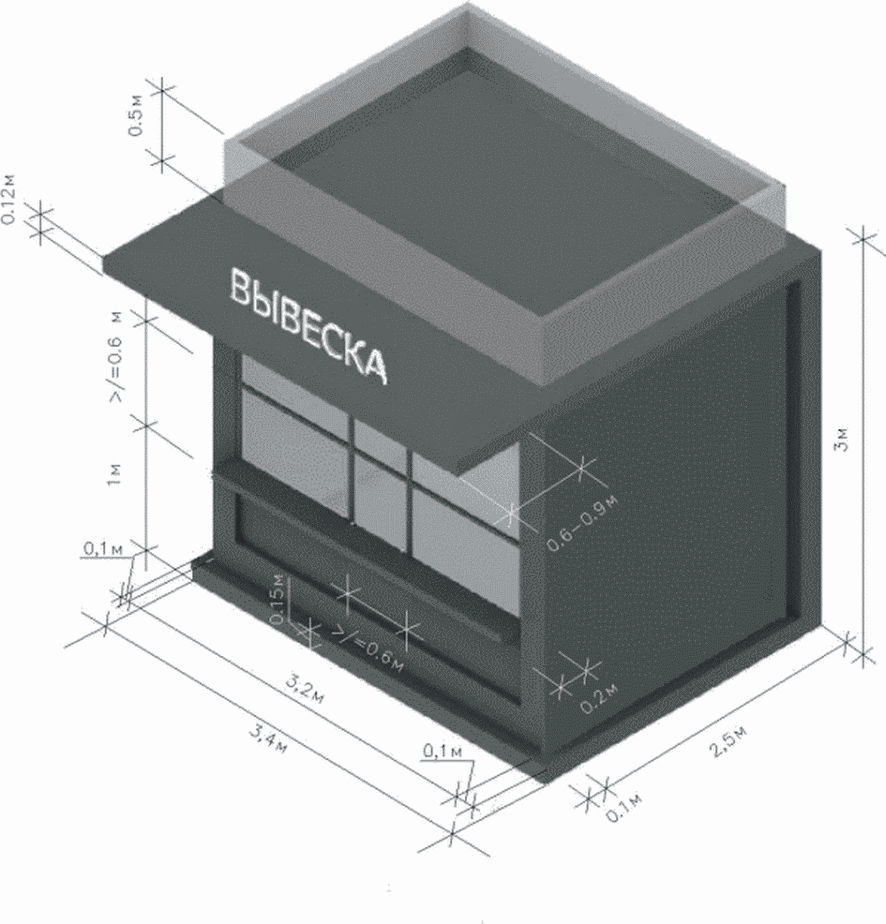 0.5м
0.12м
ВЫВЕСКА
>/=0.6 м
3м
1м
0.6–0.9м
0,1м
0.15м
>/=0.6м
0.2м
3,2м
3,4м
0,1м
2,5м
0.1м